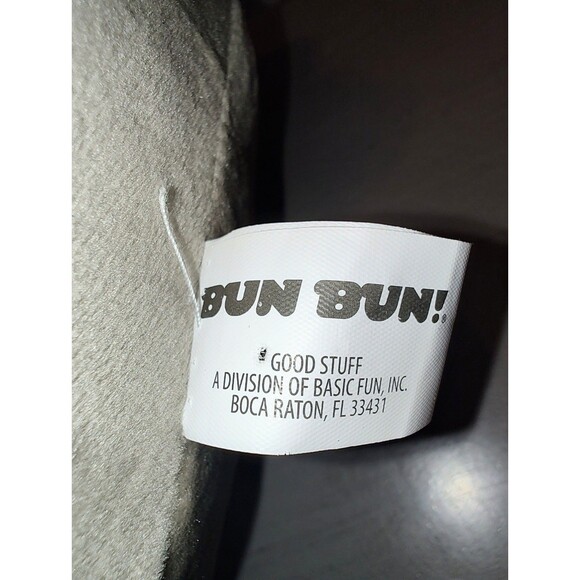 BUN BUN!®
GOOD STUFF
A DIVISION OF BASIC FUN, INC.
BOCA RATON, FL 33431